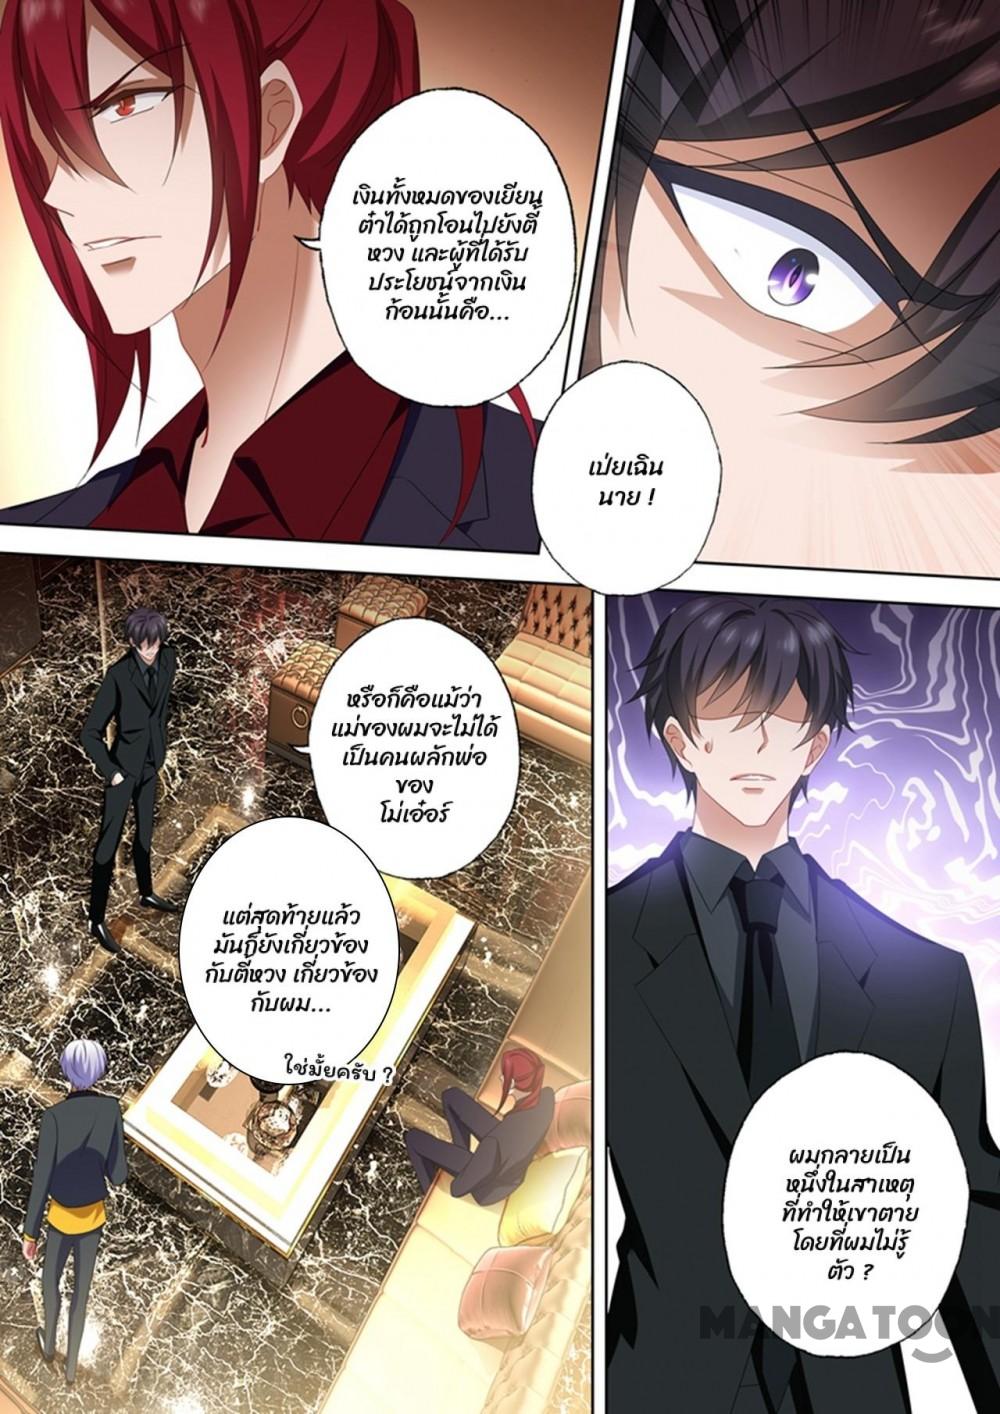 เงินทั้งหมดของเยียน
ต๋าได้ถูกโอนไปยังตี้
หวง และผู้ที่ได้รับ
ประโยชน์จากเงิน
ก้อนนั้นคือ...
เป่ยเฉิน
นาย !
หรือก็คือแม้ว่า
แม่ของผมจะไม่ได้
เป็นคนผลักพ่อ
ของ
โม่เอ๋อร์
แต่สุดท้ายแล้ว
มันก็ยังเกี่ยวข้อง
กับตี้หวง เกี่ยวข้อง
กับผม...
ใช่มั้ยครับ ?
ผมกลายเป็น
หนึ่งในสาเหตุ
ที่ทำให้เขาตาย
โดยที่ผมไม่รู้
ตัว ?
MANGATOON